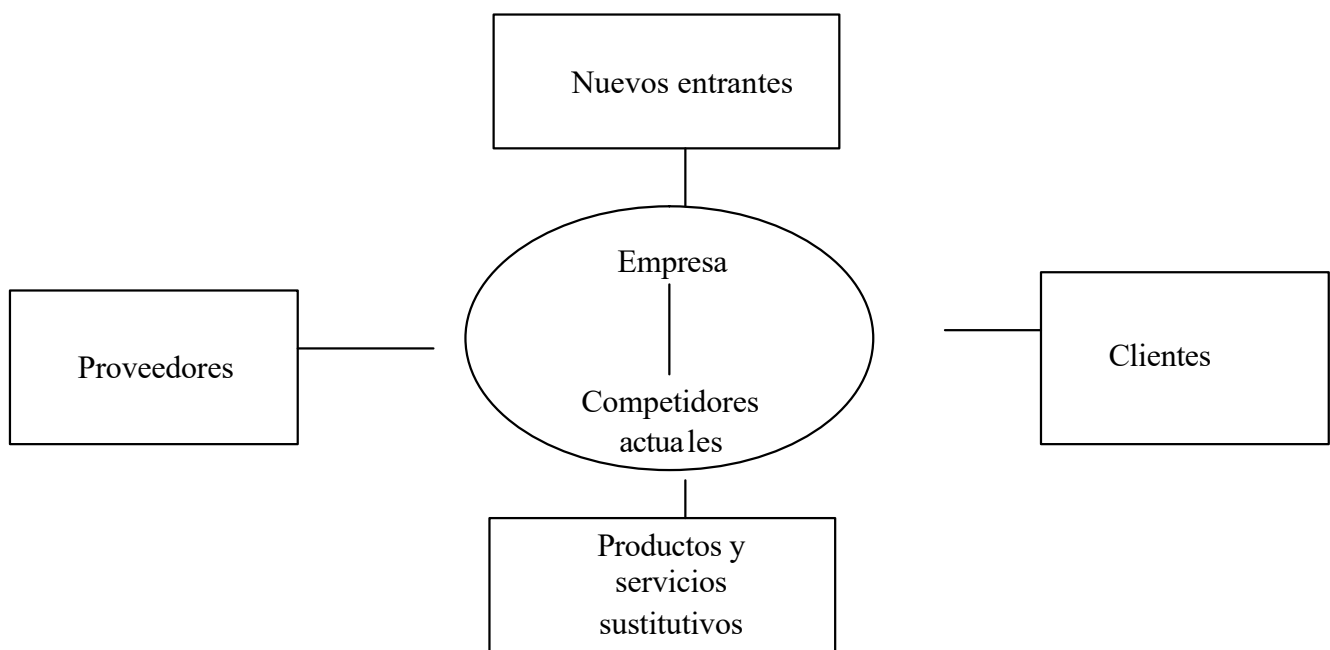 Nuevos entrantes
Empresa
Proveedores
Clientes
Competidores
actuales
Productos y
servicios
sustitutivos